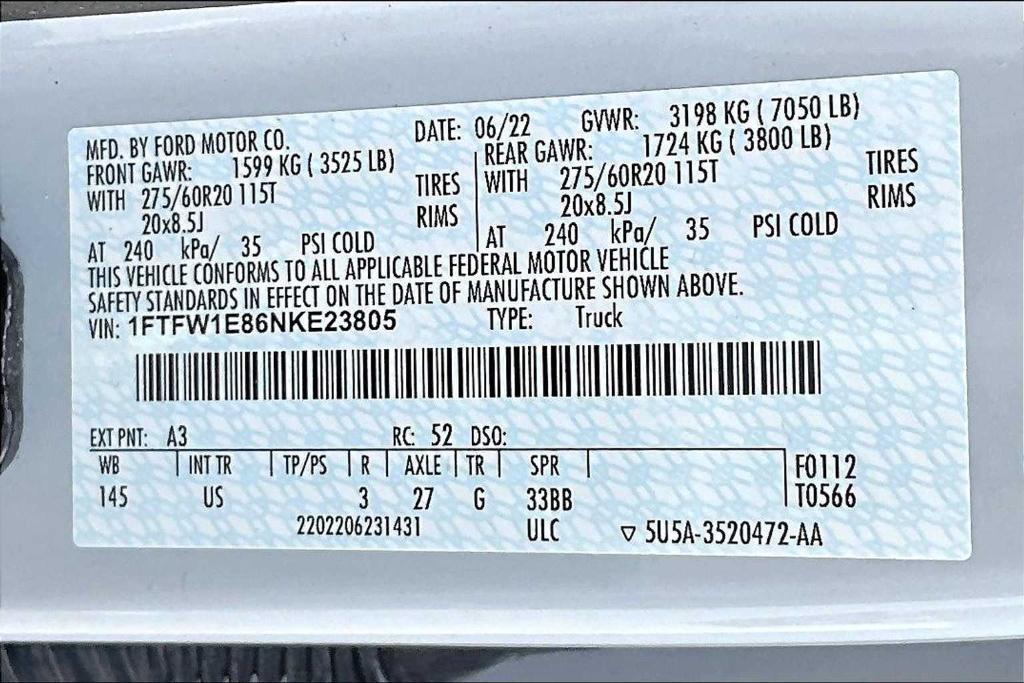 MFD. BY FORD MOTOR CO. DATE: 06/22 GVWR: 3198 KG ( 7050 LB)
FRONT GAWR: 1599 KG ( 3525 LB) REAR GAWR: 1724 KG ( 3800 LB)
WITH 275/60R20 115T TIRES WITH 275/60R20 115T TIRES
20x8.5J RIMS 20x8.5J RIMS
AT 240 kPa/ 35 PSI COLD AT 240 kPa/ 35 PSI COLD
THIS VEHICLE CONFORMS TO ALL APPLICABLE FEDERAL MOTOR VEHICLE
SAFETY STANDARDS IN EFFECT ON THE DATE OF MANUFACTURE SHOWN ABOVE.
VIN: 1FTFW1E86NKE23805 TYPE: Truck
EXT PNT: A3 RC: 52 DSO:
WB INT TR TP/PS R AXLE TR SPR F0112
145 US 3 27 G 33BB T0566
2202206231431 ULC ▽ 5U5A-3520472-AA